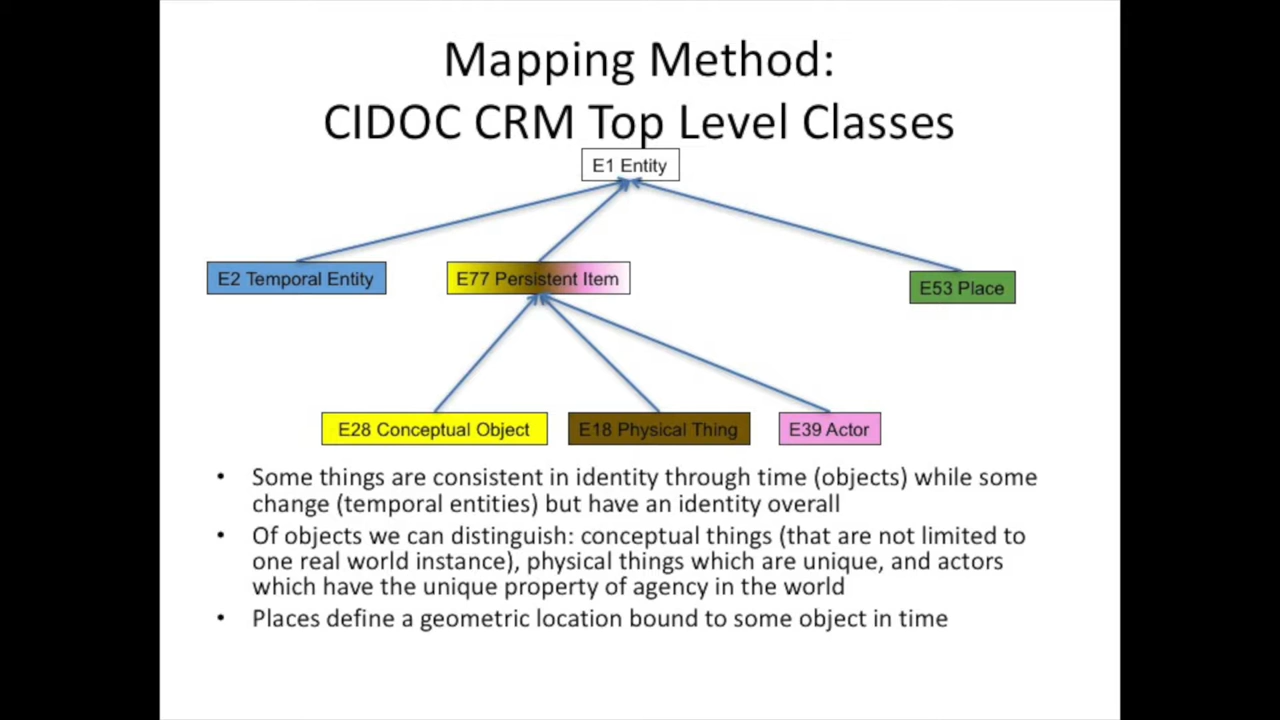 Mapping Method:
CIDOC CRM Top Level Classes
E1 Entity
E2 Temporal Entity
E77 Persistent Item
E53 Place
E28 Conceptual Object
E18 Physical Thing
E39 Actor
• Some things are consistent in identity through time (objects) while some
change (temporal entities) but have an identity overall
• Of objects we can distinguish: conceptual things (that are not limited to
one real world instance), physical things which are unique, and actors
which have the unique property of agency in the world
• Places define a geometric location bound to some object in time